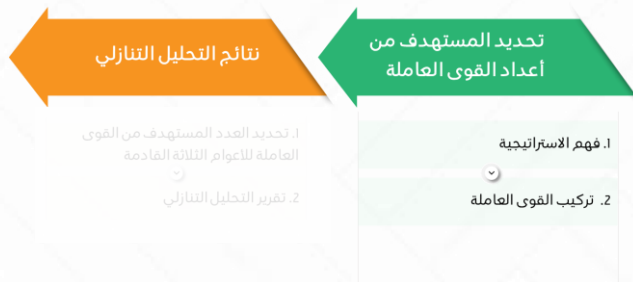 تحديد المستهدف من
أعداد القوى العاملة
1. فهم الاستراتيجية
2. تركيب القوى العاملة
نتائج التحليل التنازلي
1. تحديد العدد المستهدف من القوى
العاملة للأعوام الثلاثة القادمة
2. تقرير التحليل التنازلي